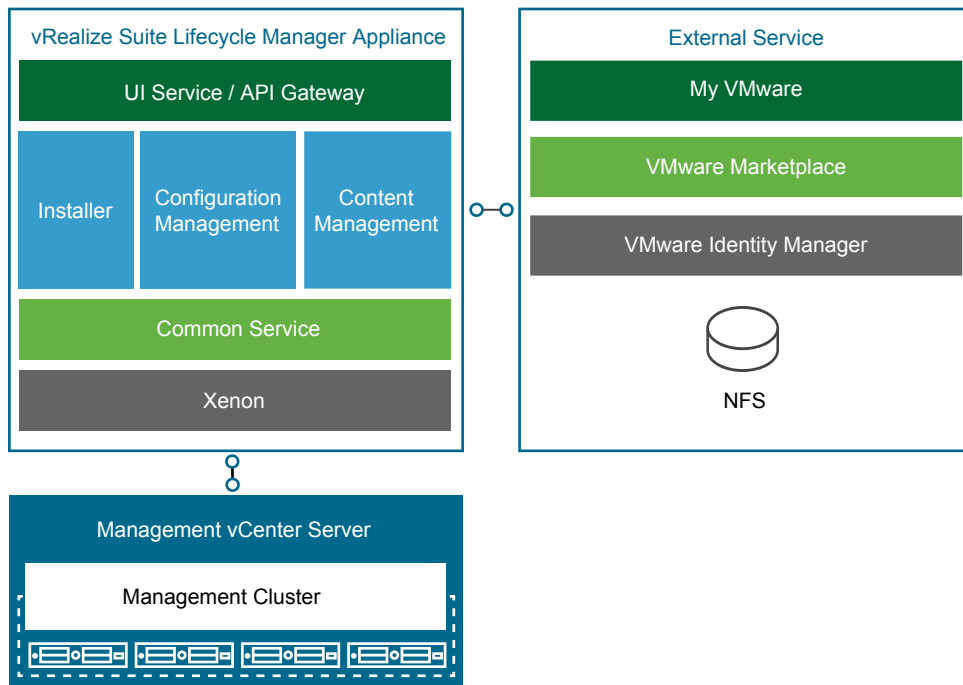 vRealize Suite Lifecycle Manager Appliance
UI Service / API Gateway
Installer
Configuration
Management
Content
Management
Common Service
Xenon
External Service
My VMware
VMware Marketplace
VMware Identity Manager
NFS
Management vCenter Server
Management Cluster